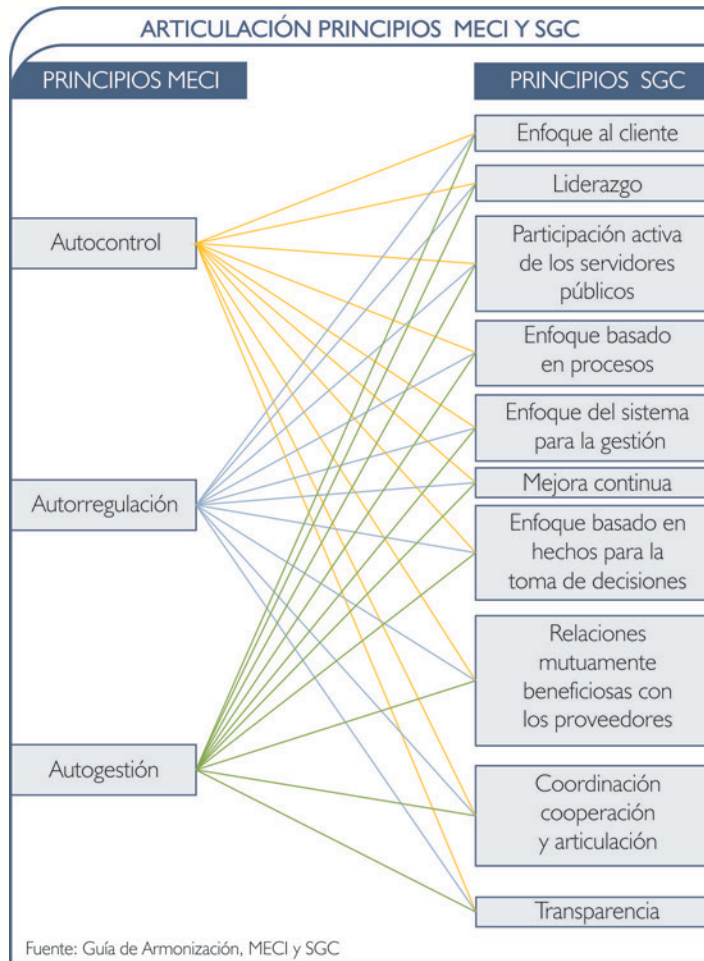 ARTICULACIÓN PRINCIPIOS MECI Y SGC
PRINCIPIOS MECI
PRINCIPIOS SGC
Autocontrol
Autorregulación
Autogestión
Enfoque al cliente
Liderazgo
Participación activa
de los servidores
públicos
Enfoque basado
en procesos
Enfoque del sistema
para la gestión
Mejora continua
Enfoque basado en
hechos para la
toma de decisiones
Relaciones
mutuamente
beneficiosas con
los proveedores
Coordinación
cooperación
y articulación
Transparencia
Fuente: Guía de Armonización, MECI y SGC